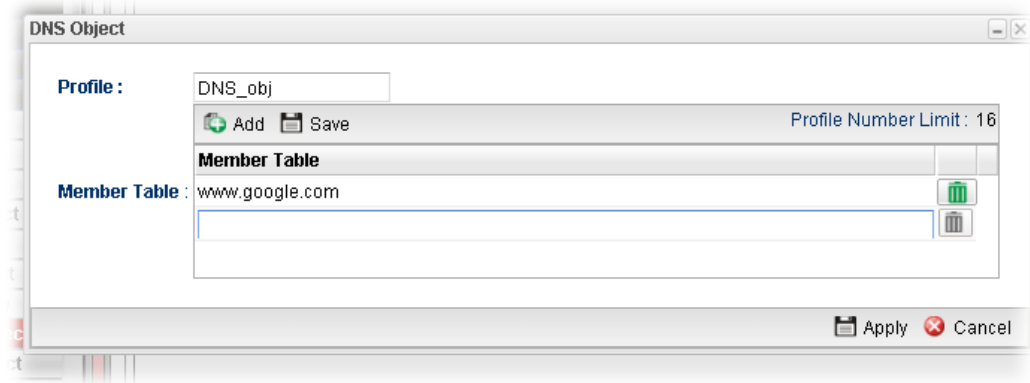 DNS Object
Profile :
DNS_obj
Add Save Profile Number Limit : 16
Member Table
Member Table : www.google.com
Apply Cancel